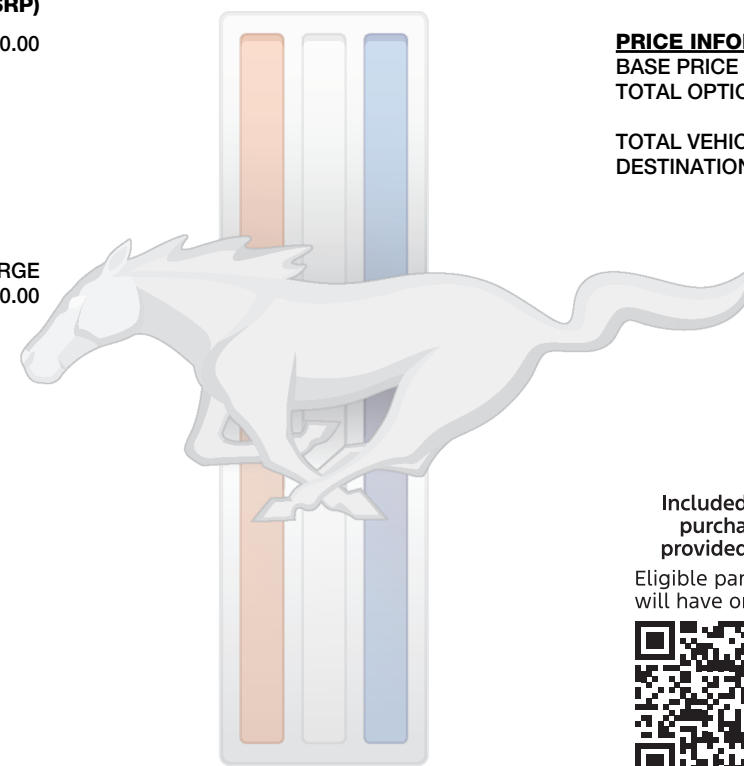 SRP)
0.00
RGE
0.00
PRICE INFO
BASE PRICE
TOTAL OPTIO
TOTAL VEHIC
DESTINATION
Included
purcha
provided
Eligible par
will have o